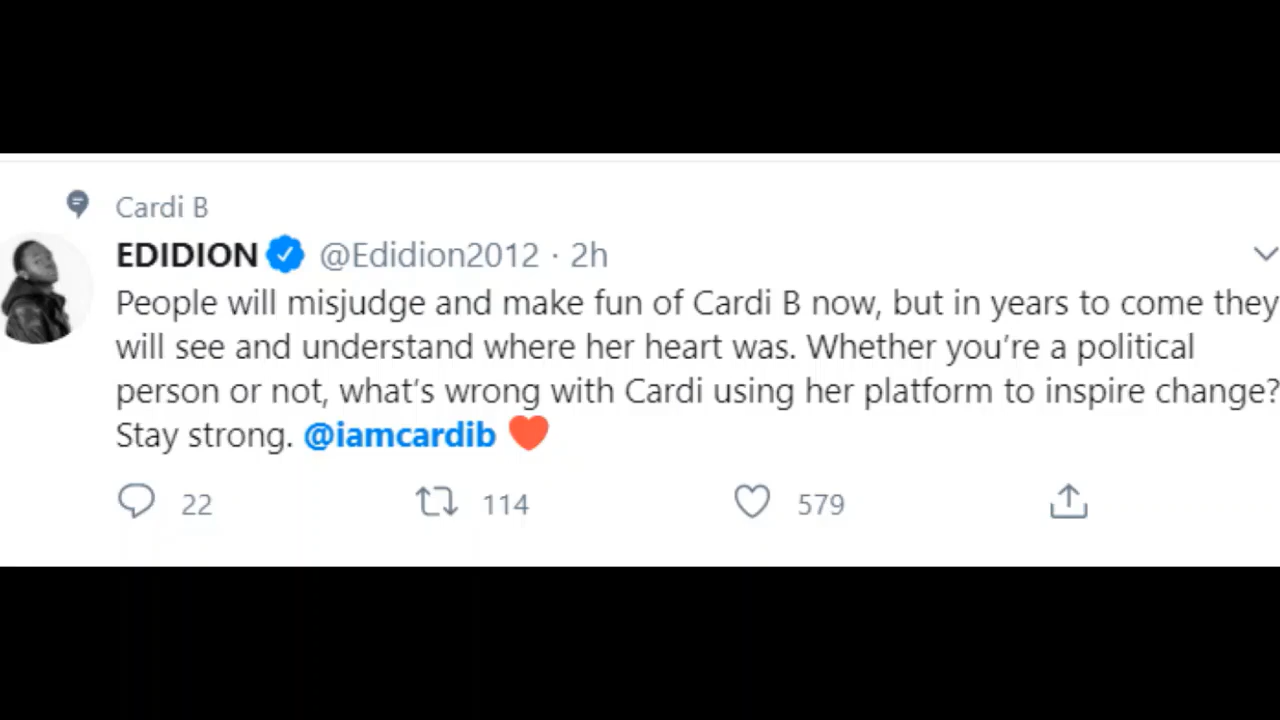 Cardi B
EDIDION @Edidion2012 · 2h
People will misjudge and make fun of Cardi B now, but in years to come they
will see and understand where her heart was. Whether you’re a political
person or not, what’s wrong with Cardi using her platform to inspire change?
Stay strong. @iamcardib ❤️
22 114 579